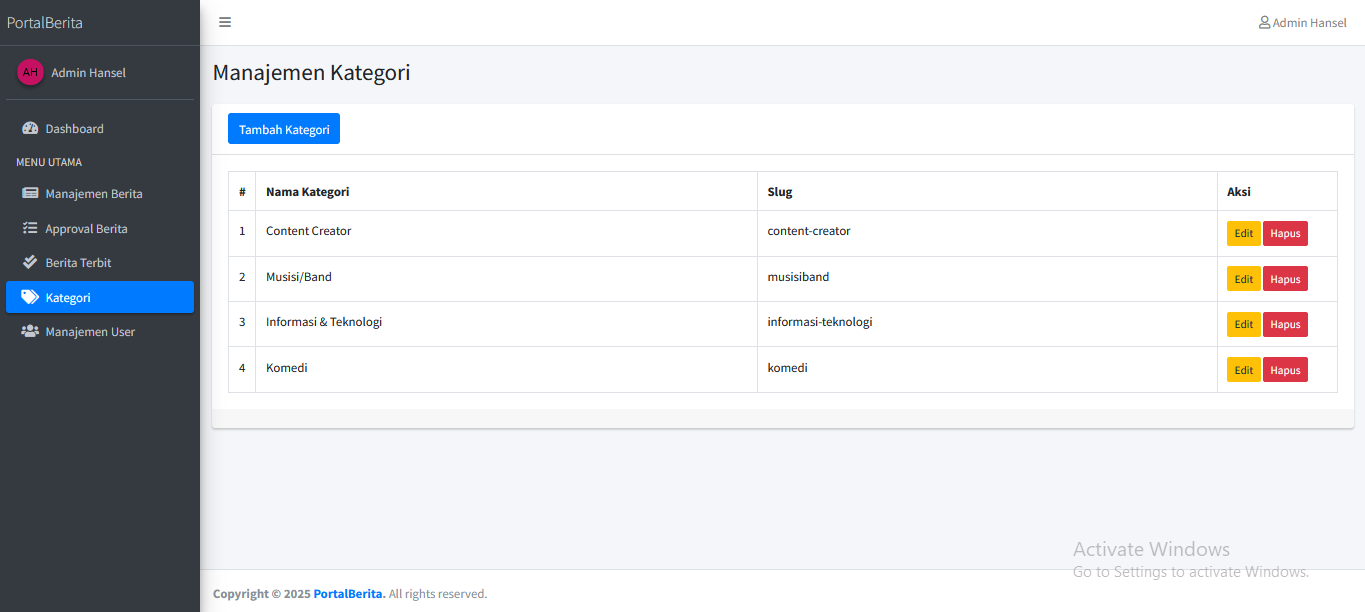 PortalBerita
Admin Hansel
AH Admin Hansel
Dashboard
MENU UTAMA
Manajemen Berita
Approval Berita
Berita Terbit
Kategori
Manajemen User
Manajemen Kategori
Tambah Kategori
# Nama Kategori Slug Aksi
1 Content Creator content-creator Edit Hapus
2 Musisi/Band musisiband Edit Hapus
3 Informasi & Teknologi informasi-teknologi Edit Hapus
4 Komedi komedi Edit Hapus
Activate Windows
Go to Settings to activate Windows.
Copyright © 2025 PortalBerita. All rights reserved.